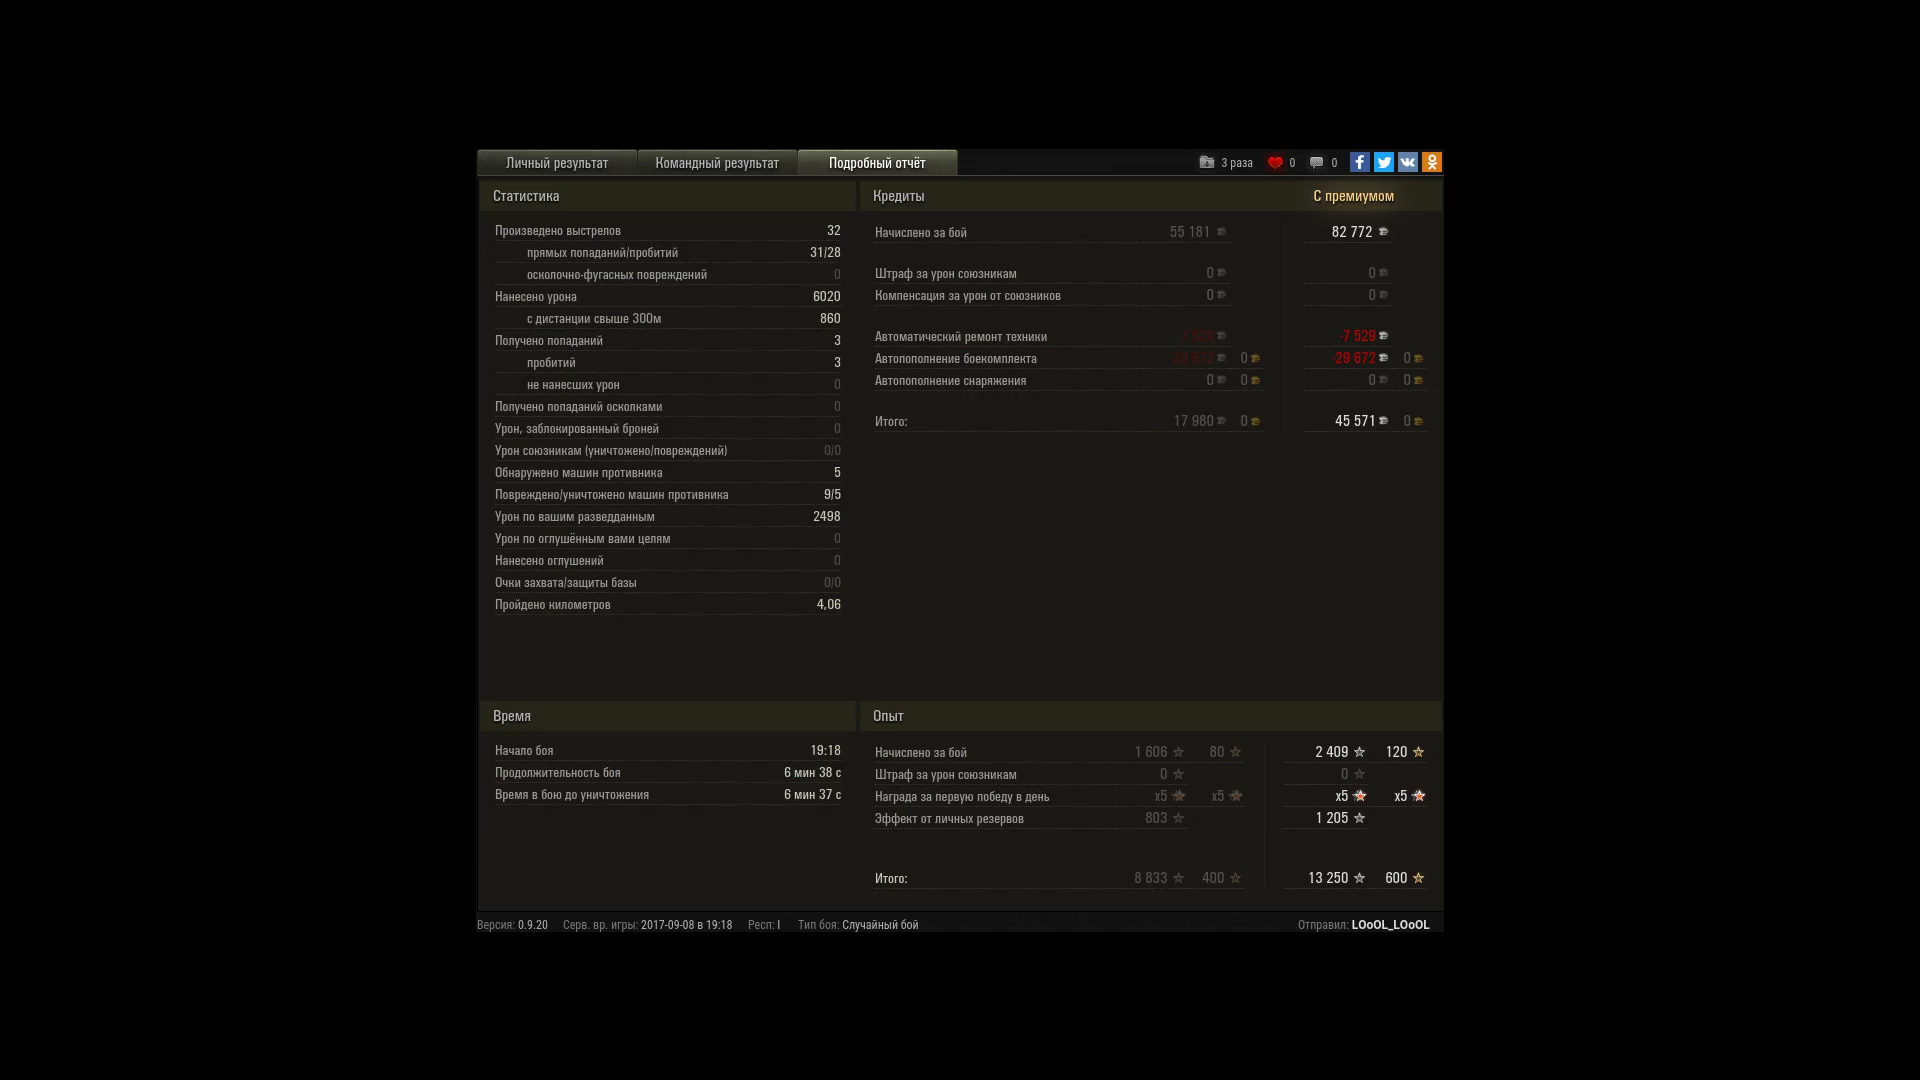 Личный результат Командный результат Подробный отчёт 3 раза 0 0
Статистика
Произведено выстрелов 32
прямых попаданий/пробитий 31/28
осколочно-фугасных повреждений 0
Нанесено урона 6020
с дистанции свыше 300м 860
Получено попаданий 3
пробитий 3
не нанесших урон 0
Получено попаданий осколками 0
Урон, заблокированный броней 0
Урон союзникам (уничтожено/повреждений) 0/0
Обнаружено машин противника 5
Повреждено/уничтожено машин противника 9/5
Урон по вашим разведданным 2498
Урон по оглушённым вами целям 0
Нанесено оглушений 0
Очки захвата/защиты базы 0/0
Пройдено километров 4,06
Кредиты С премиумом
Начислено за бой 55 181 82 772
Штраф за урон союзникам 0 0
Компенсация за урон от союзников 0 0
Автоматический ремонт техники -7 529 -7 529
Автопополнение боекомплекта -29 672 0 -29 672 0
Автопополнение снаряжения 0 0 0 0
Итого: 17 980 0 45 571 0
Время
Начало боя 19:18
Продолжительность боя 6 мин 38 с
Время в бою до уничтожения 6 мин 37 с
Опыт
Начислено за бой 1 606 80 2 409 120
Штраф за урон союзникам 0 0
Награда за первую победу в день x5 x5 x5 x5
Эффект от личных резервов 803 1 205
Итого: 8 833 400 13 250 600
Версия: 0.9.20 Серв. вр. игры: 2017-09-08 в 19:18 Респ: I Тип боя: Случайный бой Отправил: LOoOL_LOoOL